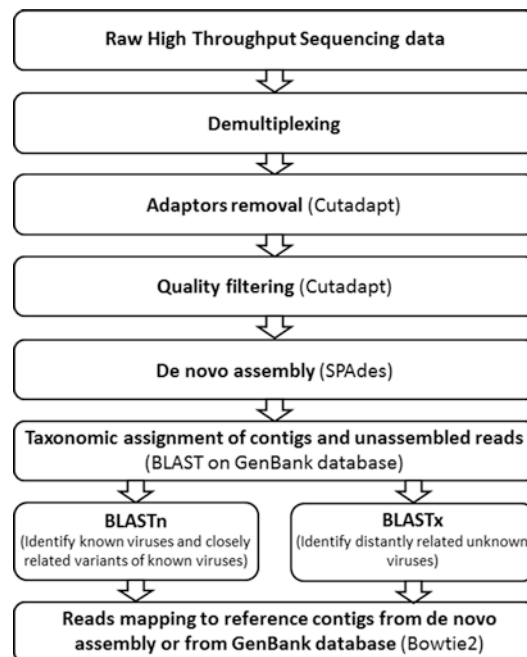 Raw High Throughput Sequencing data
Demultiplexing
Adaptors removal (Cutadapt)
Quality filtering (Cutadapt)
De novo assembly (SPAdes)
Taxonomic assignment of contigs and unassembled reads
(BLAST on GenBank database)
BLASTn
(Identify known viruses and closely
related variants of known viruses)
BLASTx
(Identify distantly related unknown
viruses)
Reads mapping to reference contigs from de novo
assembly or from GenBank database (Bowtie2)